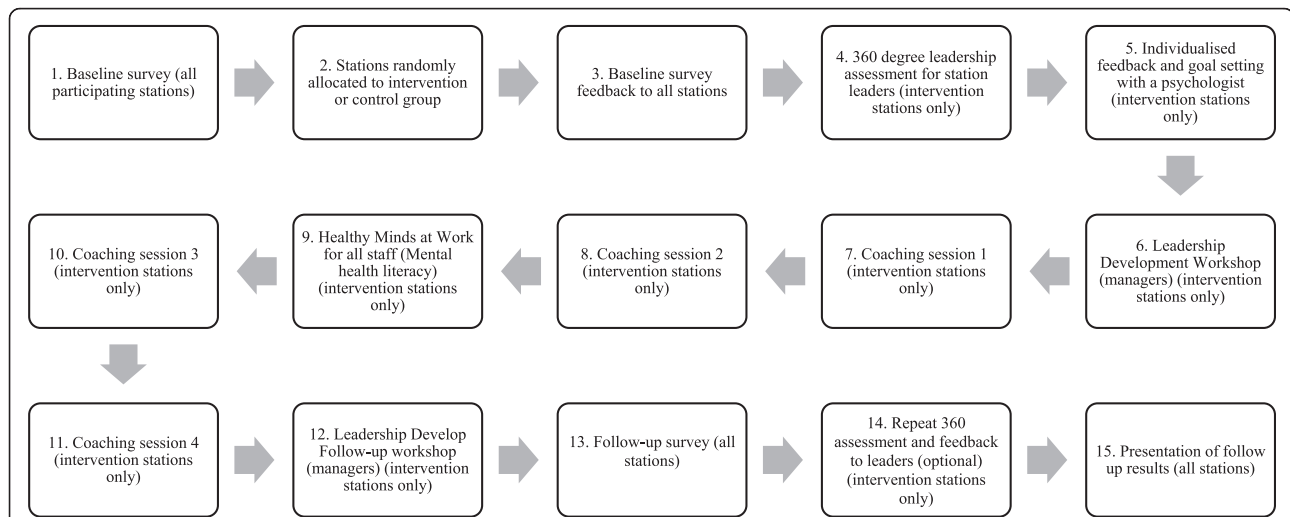 1. Baseline survey (all
participating stations)
2. Stations randomly
allocated to intervention
or control group
3. Baseline survey
feedback to all stations
4. 360 degree leadership
assessment for station
leaders (intervention
stations only)
5. Individualised
feedback and goal setting
with a psychologist
(intervention stations
only)
6. Leadership
Development Workshop
(managers) (intervention
stations only)
7. Coaching session 1
(intervention stations
only)
8. Coaching session 2
(intervention stations
only)
9. Healthy Minds at Work
for all staff (Mental
health literacy)
(intervention stations
only)
10. Coaching session 3
(intervention stations
only)
11. Coaching session 4
(intervention stations
only)
12. Leadership Develop
Follow-up workshop
(managers) (intervention
stations only)
13. Follow-up survey (all
stations)
14. Repeat 360
assessment and feedback
to leaders (optional)
(intervention stations
only)
15. Presentation of follow
up results (all stations)